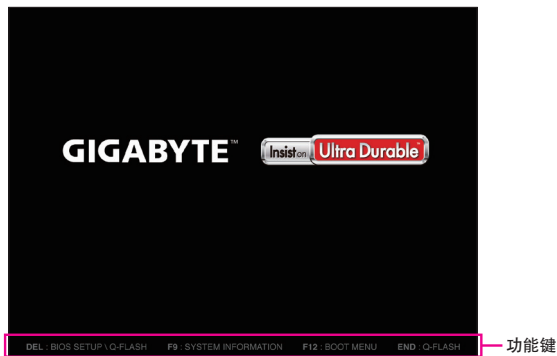 GIGABYTE™
Insist on Ultra Durable™
DEL : BIOS SETUP \ Q-FLASH F9 : SYSTEM INFORMATION F12 : BOOT MENU END : Q-FLASH
功能键